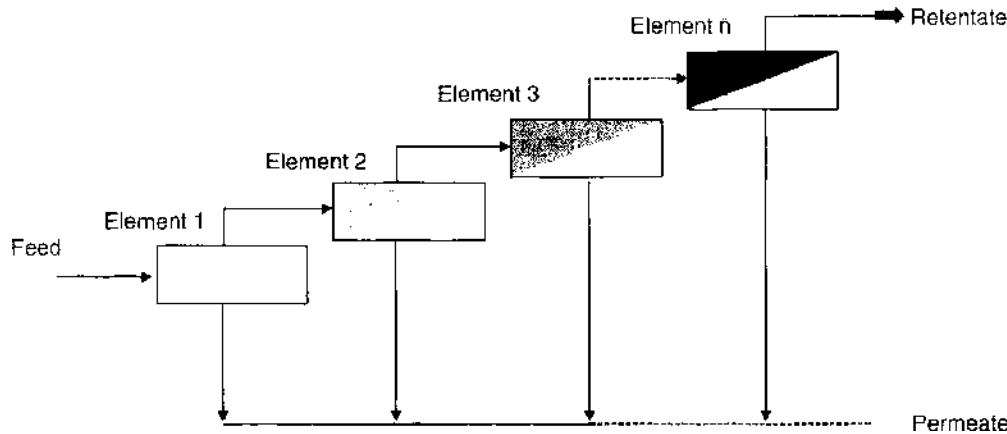 Retentate
Element n
Element 3
Element 2
Element 1
Feed
Permeate